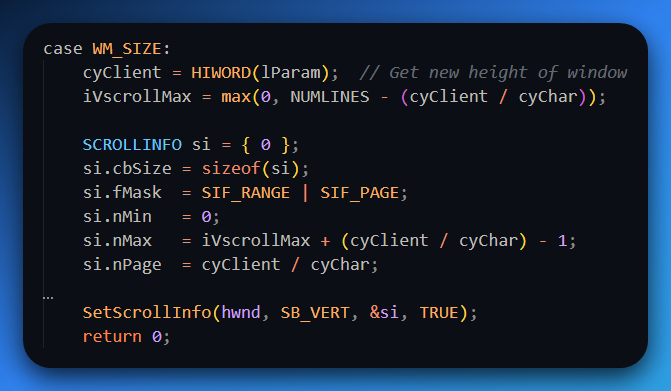 case WM_SIZE:
    cyClient = HIWORD(lParam);  // Get new height of window
    iVscrollMax = max(0, NUMLINES - (cyClient / cyChar));

    SCROLLINFO si = { 0 };
    si.cbSize = sizeof(si);
    si.fMask  = SIF_RANGE | SIF_PAGE;
    si.nMin   = 0;
    si.nMax   = iVscrollMax + (cyClient / cyChar) - 1;
    si.nPage  = cyClient / cyChar;
…
    SetScrollInfo(hwnd, SB_VERT, &si, TRUE);
    return 0;